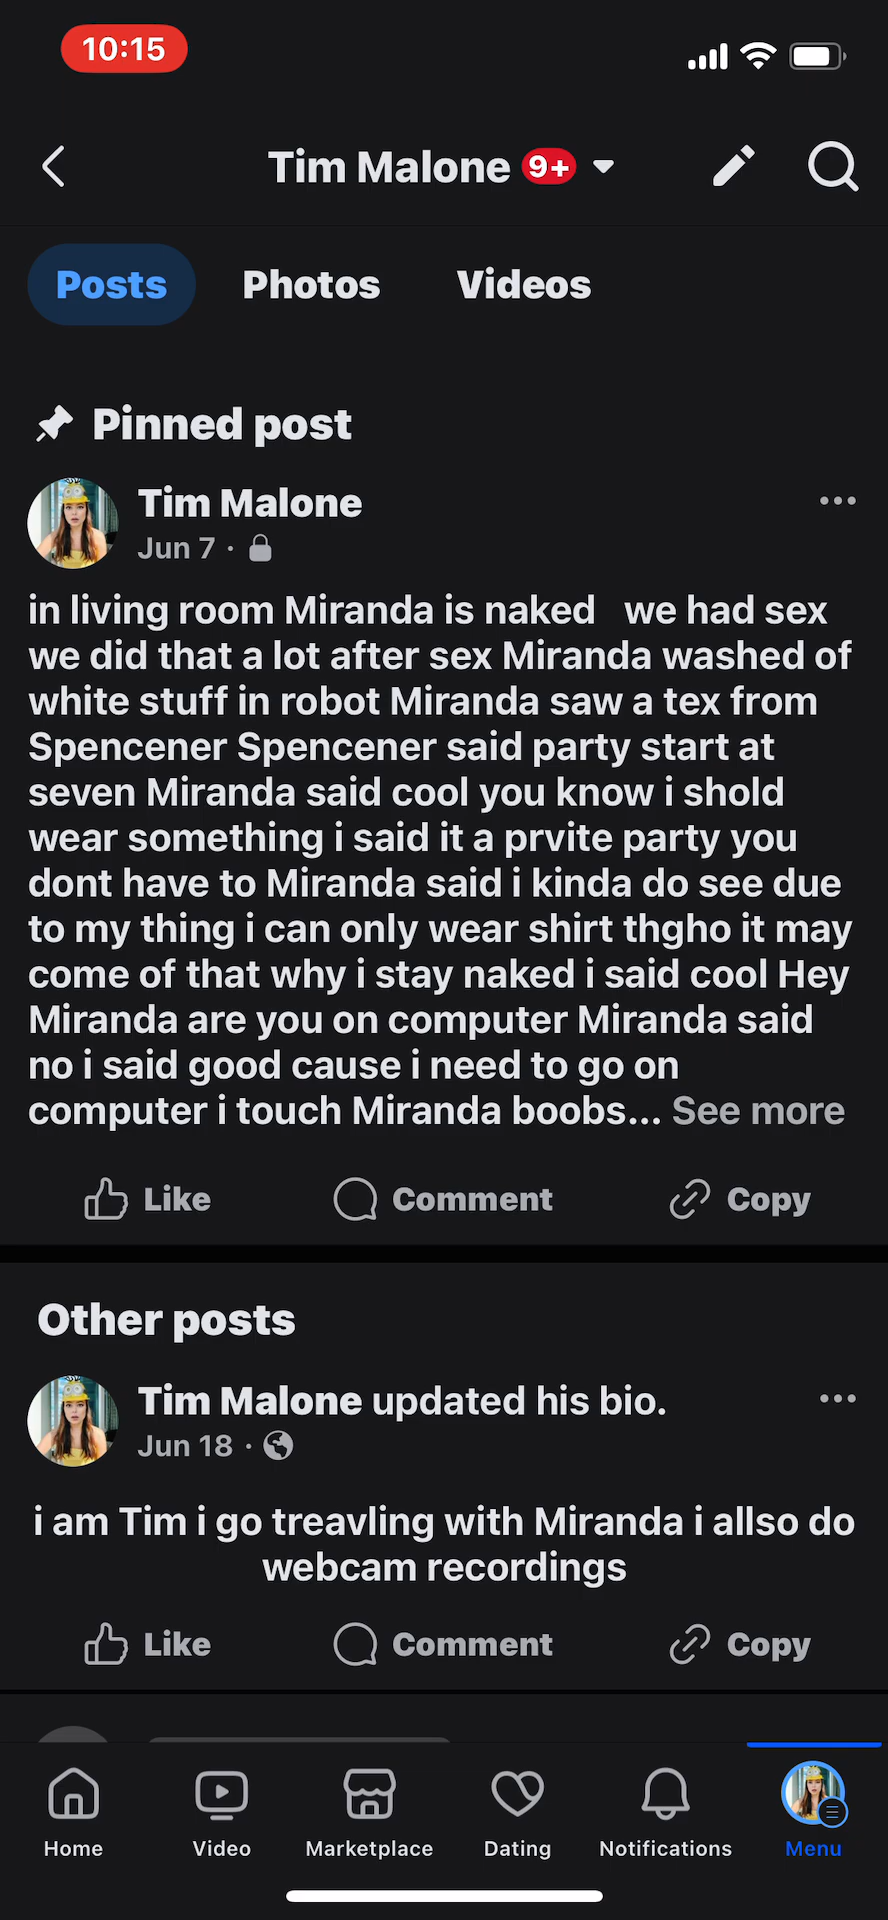 10:15
Tim Malone 9+
Posts Photos Videos
Pinned post
Tim Malone
Jun 7 ·
in living room Miranda is naked we had sex
we did that a lot after sex Miranda washed of
white stuff in robot Miranda saw a tex from
Spencener Spencener said party start at
seven Miranda said cool you know i shold
wear something i said it a prvite party you
dont have to Miranda said i kinda do see due
to my thing i can only wear shirt thgho it may
come of that why i stay naked i said cool Hey
Miranda are you on computer Miranda said
no i said good cause i need to go on
computer i touch Miranda boobs... See more
Like Comment Copy
Other posts
Tim Malone updated his bio.
Jun 18 ·
i am Tim i go treavling with Miranda i allso do
webcam recordings
Like Comment Copy
Home Video Marketplace Dating Notifications Menu